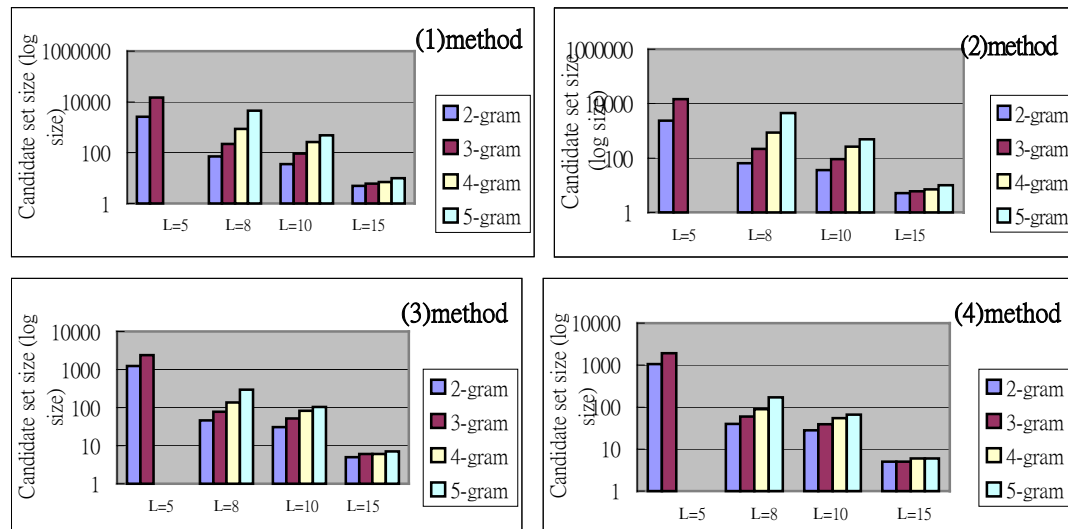 (1)method
Candidate set size (log
size)
1000000
10000
100
1
L=5
L=8
L=10
L=15
2-gram
3-gram
4-gram
5-gram
(2)method
Candidate set size
(log size)
1000000
10000
100
1
L=5
L=8
L=10
L=15
2-gram
3-gram
4-gram
5-gram
(3)method
Candidate set size (log
size)
10000
1000
100
10
1
L=5
L=8
L=10
L=15
2-gram
3-gram
4-gram
5-gram
(4)method
Candidate set size (log
size)
10000
1000
100
10
1
L=5
L=8
L=10
L=15
2-gram
3-gram
4-gram
5-gram